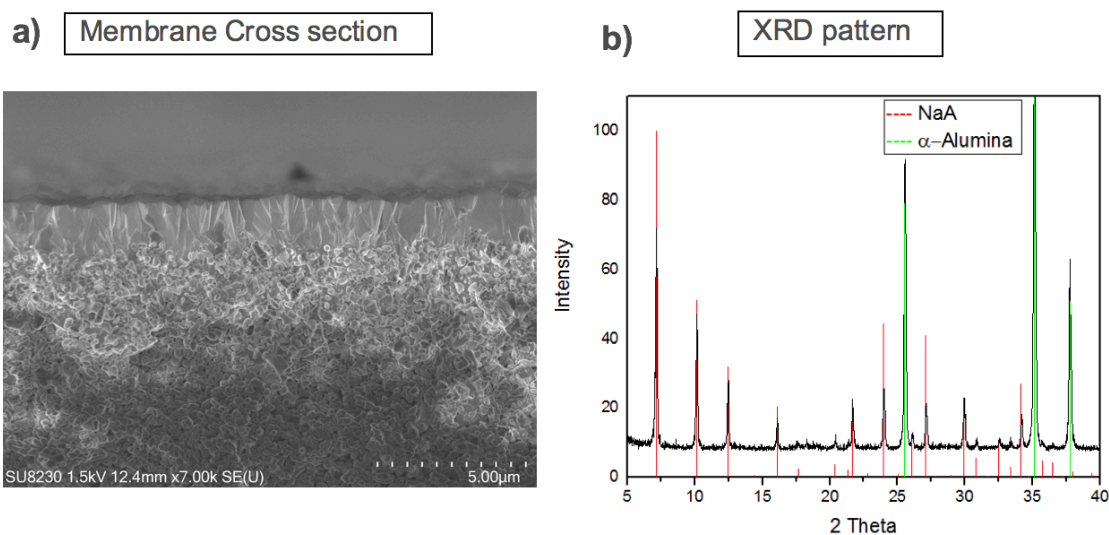 a)
Membrane Cross section
SU8230 1.5kV 12.4mm x7.00k SE(U)
5.00μm
b)
XRD pattern
NaA
α-Alumina
Intensity
100
80
60
40
20
0
5 10 15 20 25 30 35 40
2 Theta